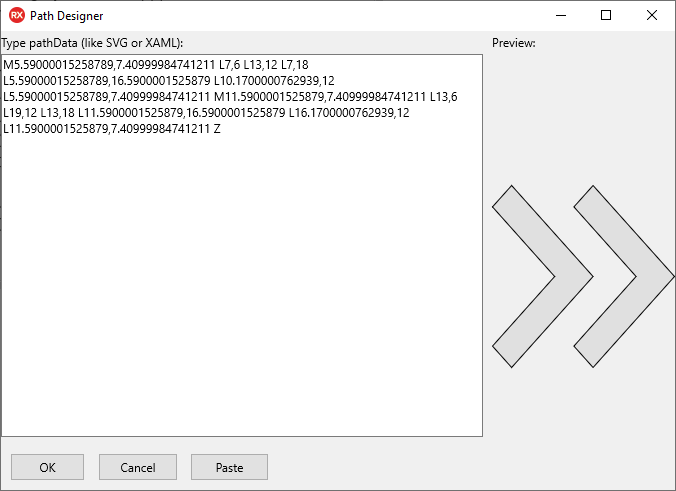 RX Path Designer
Type pathData (like SVG or XAML):
Preview:
M5.59000015258789,7.40999984741211 L7,6 L13,12 L7,18
L5.59000015258789,16.5900001525879 L10.1700000762939,12
L5.59000015258789,7.40999984741211 M11.5900001525879,7.40999984741211 L13,6
L19,12 L13,18 L11.5900001525879,16.5900001525879 L16.1700000762939,12
L11.5900001525879,7.40999984741211 Z
OK
Cancel
Paste